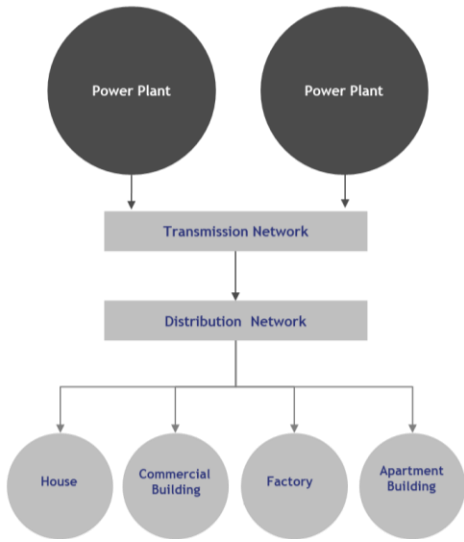 Power Plant
Power Plant
Transmission Network
Distribution Network
House
Commercial
Building
Factory
Apartment
Building